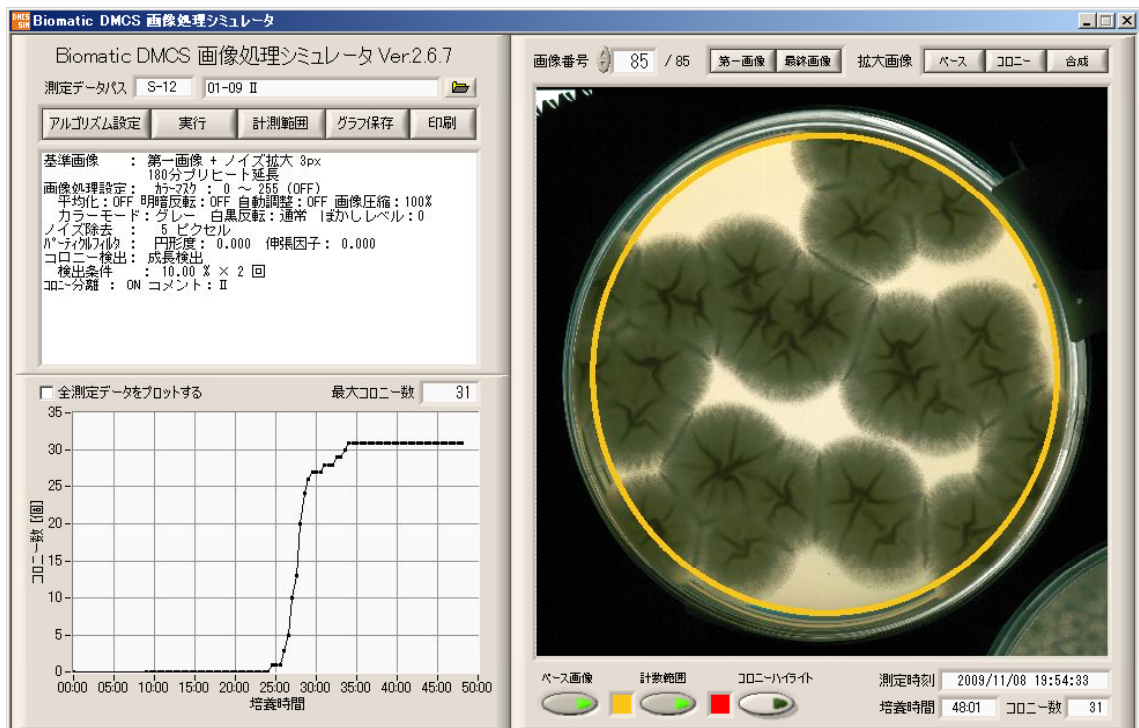 DMCS SIM
Biomatic DMCS 画像処理シミュレータ
Biomatic DMCS 画像処理シミュレータ Ver.2.6.7
測定データパス S-12 01-09 Ⅱ
アルゴリズム設定 実行 計測範囲 グラフ保存 印刷
基準画像 : 第一画像 + ノイズ拡大 3px
180分プリヒート延長
画像処理設定: カラーマスク : 0 ～ 255 (OFF)
平均化:OFF 明暗反転:OFF 自動調整:OFF 画像圧縮:100%
カラーモード:グレー 白黒反転:通常 ぼかしレベル:0
ノイズ除去 : 5 ピクセル
パーティクルフィルタ : 円形度: 0.000 伸張因子: 0.000
コロニー検出: 成長検出
検出条件 : 10.00 % × 2 回
コロニー分離 : ON コメント:Ⅱ
全測定データをプロットする 最大コロニー数 31
35
30
25
20
15
10
5
0
コロニー数 [個]
00:00 05:00 10:00 15:00 20:00 25:00 30:00 35:00 40:00 45:00 50:00
培養時間
画像番号 85 / 85 第一画像 最終画像 拡大画像 ベース コロニー 合成
ベース画像 計数範囲 コロニーハイライト
測定時刻 2009/11/08 19:54:33
培養時間 48:01 コロニー数 31